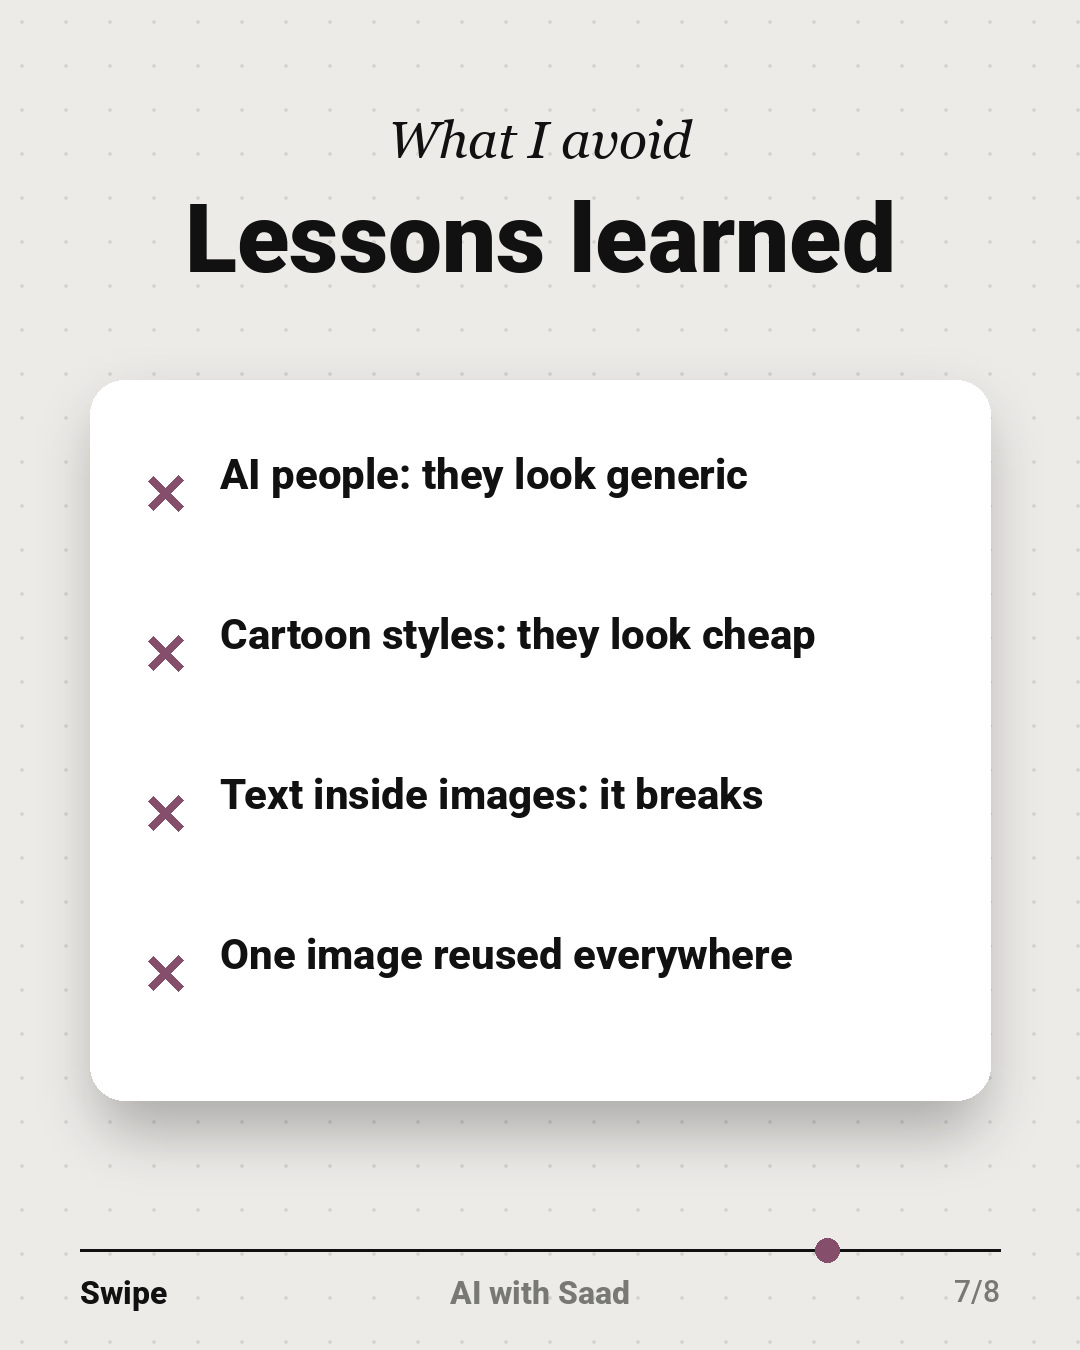 What I avoid
Lessons learned
AI people: they look generic
Cartoon styles: they look cheap
Text inside images: it breaks
One image reused everywhere
Swipe
AI with Saad
7/8